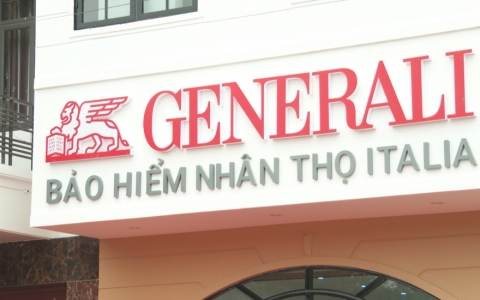 GENERALI
BẢO HIỂM NHÂN THỌ ITALIA